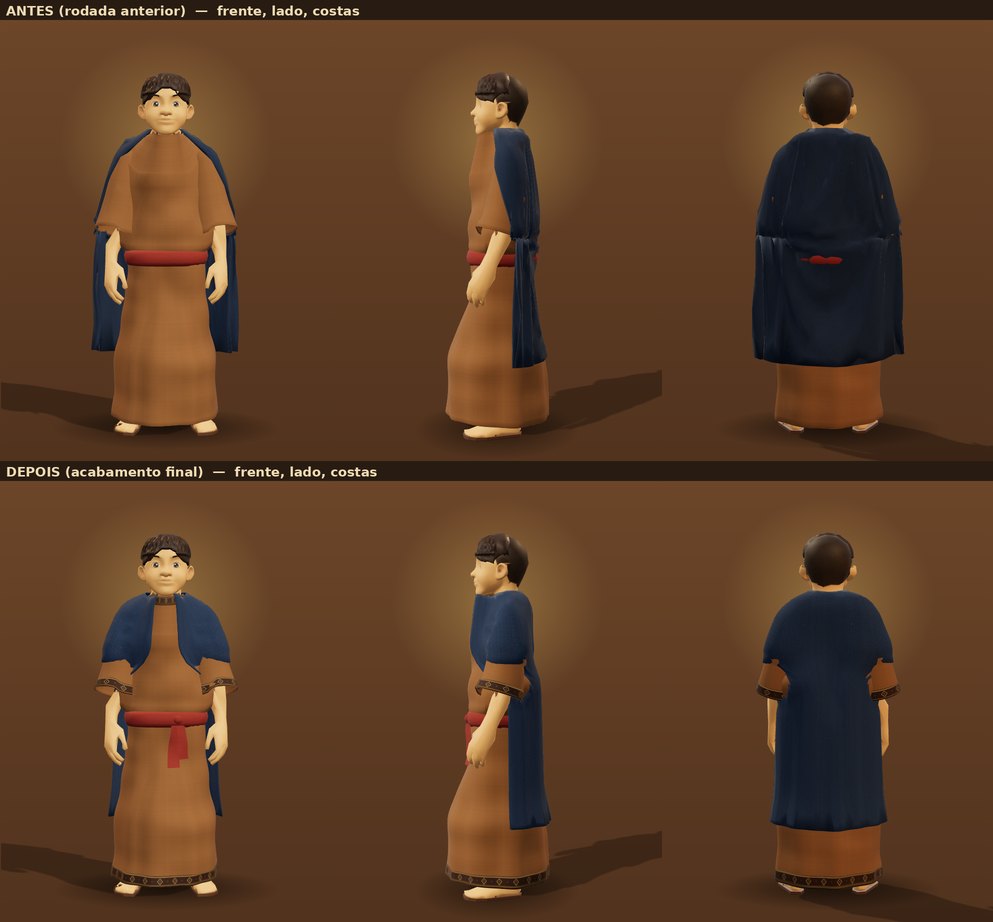 ANTES (rodada anterior) — frente, lado, costas
DEPOIS (acabamento final) — frente, lado, costas